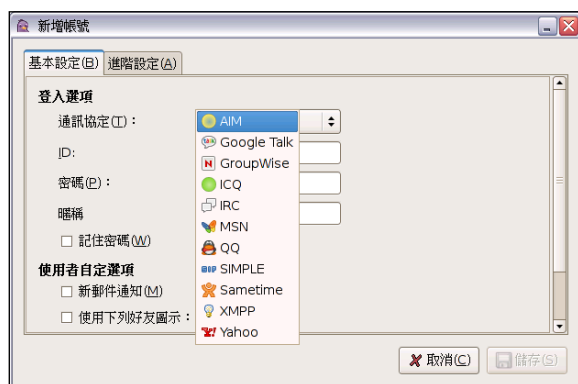 新增帳號
基本設定(B) 進階設定(A)
登入選項
通訊協定(T)：
AIM
Google Talk
ID:
GroupWise
密碼(P)：
ICQ
IRC
暱稱
MSN
記住密碼(W)
QQ
使用者自定選項
SIMPLE
新郵件通知(M)
Sametime
使用下列好友圖示：
XMPP
Yahoo
取消(C) 儲存(S)